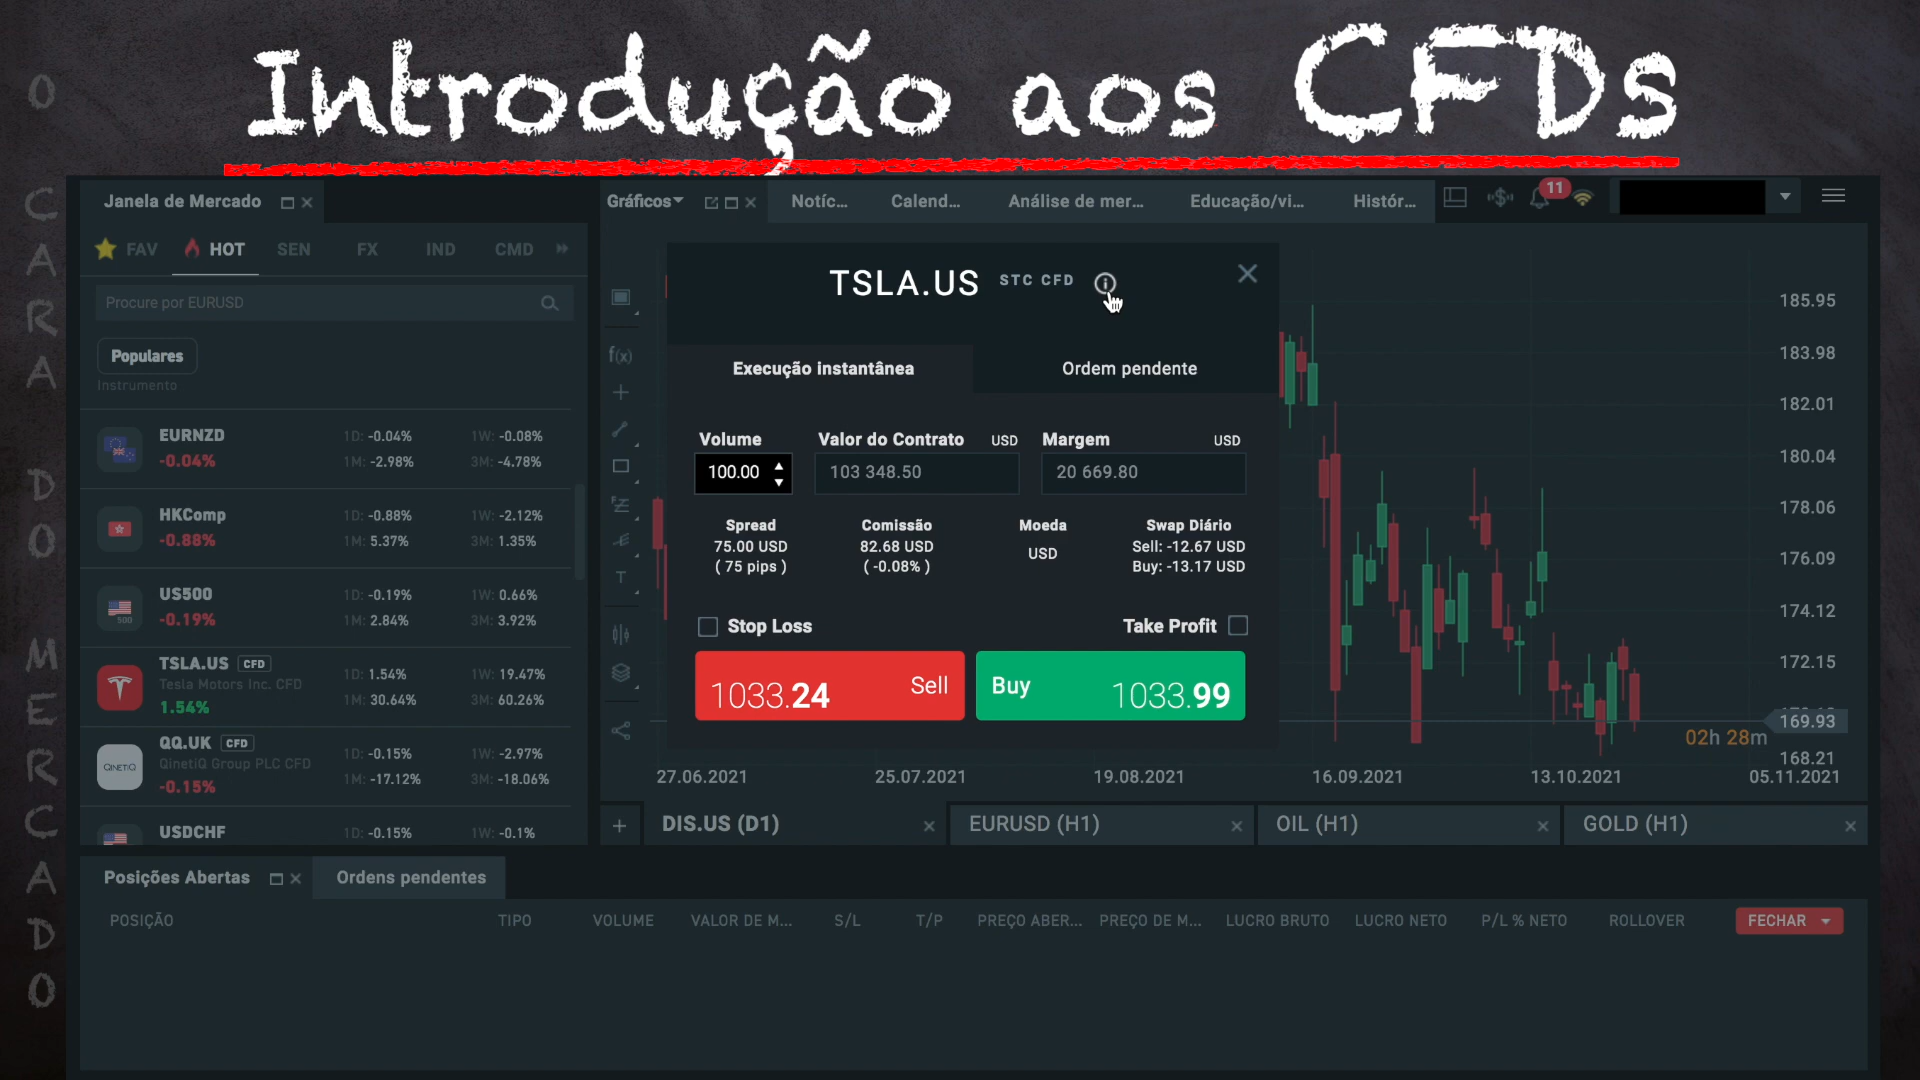 Introdução aos CFDs
O CARA DO MERCADO
Janela de Mercado
FAV HOT SEN FX IND CMD
Procure por EURUSD
Populares
Instrumento
EURNZD 1D: -0.04% 1W: -0.08%
-0.04% 1M: -2.98% 3M: -4.78%
HKComp 1D: -0.88% 1W: -2.12%
-0.88% 1M: 5.37% 3M: 1.35%
US500 1D: -0.19% 1W: 0.66%
500
-0.19% 1M: 2.84% 3M: 3.92%
TSLA.US CFD 1D: 1.54% 1W: 19.47%
Tesla Motors Inc. CFD
1.54% 1M: 30.64% 3M: 60.26%
QQ.UK CFD 1D: -0.15% 1W: -2.97%
QINETIQ QinetiQ Group PLC CFD
-0.15% 1M: -17.12% 3M: -18.06%
USDCHF 1D: -0.15% 1W: -0.1%
Gráficos Notíc... Calend... Análise de mer... Educação/vi... Histór... 11
TSLA.US STC CFD
Execução instantânea Ordem pendente
Volume Valor do Contrato USD Margem USD
100.00 103 348.50 20 669.80
Spread Comissão Moeda Swap Diário
75.00 USD 82.68 USD USD Sell: -12.67 USD
( 75 pips ) ( -0.08% ) Buy: -13.17 USD
Stop Loss Take Profit
1033.24 Sell Buy 1033.99
f(x)
T
185.95
183.98
182.01
180.04
178.06
176.09
174.12
172.15
169.93
02h 28m
168.21
27.06.2021 25.07.2021 19.08.2021 16.09.2021 13.10.2021 05.11.2021
DIS.US (D1) EURUSD (H1) OIL (H1) GOLD (H1)
Posições Abertas Ordens pendentes
POSIÇÃO TIPO VOLUME VALOR DE M... S/L T/P PREÇO ABER... PREÇO DE M... LUCRO BRUTO LUCRO NETO P/L % NETO ROLLOVER FECHAR